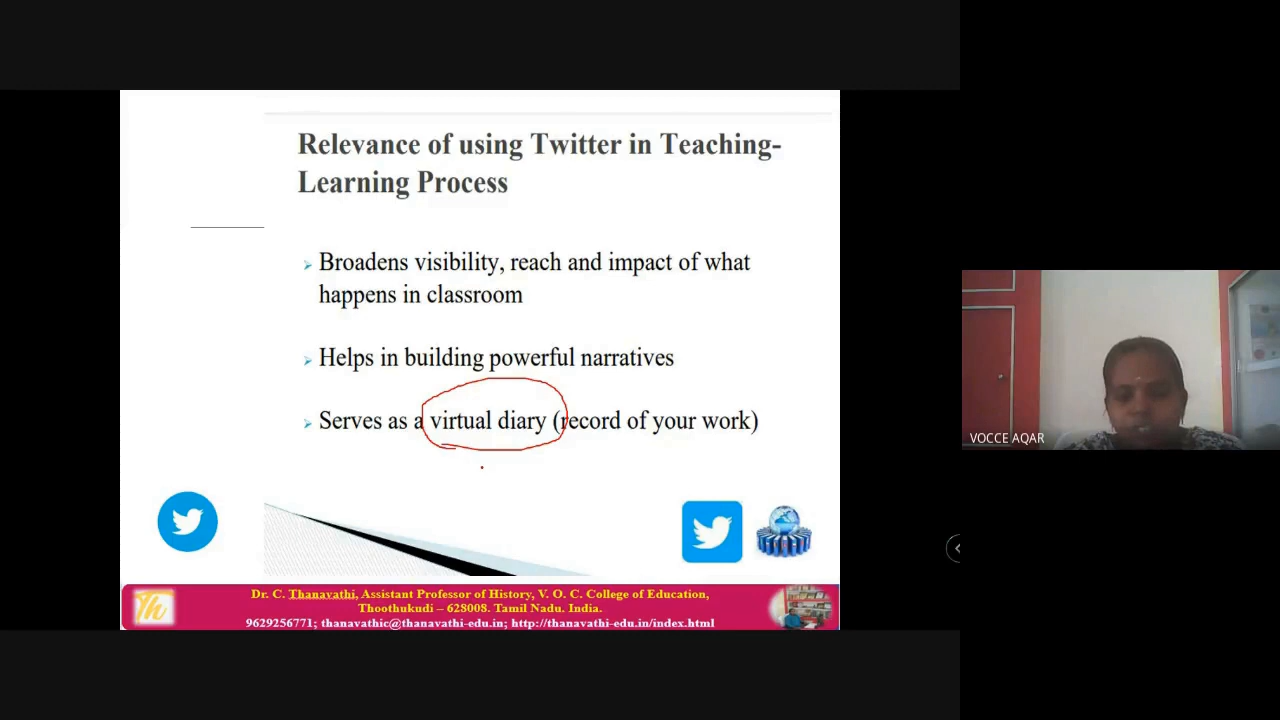 Relevance of using Twitter in Teaching-
Learning Process
Broadens visibility, reach and impact of what
happens in classroom
Helps in building powerful narratives
Serves as a virtual diary (record of your work)
VOCCE AQAR
Th
Dr. C. Thanavathi, Assistant Professor of History, V. O. C. College of Education,
Thoothukudi – 628008. Tamil Nadu. India.
9629256771; thanavathic@thanavathi-edu.in; http://thanavathi-edu.in/index.html